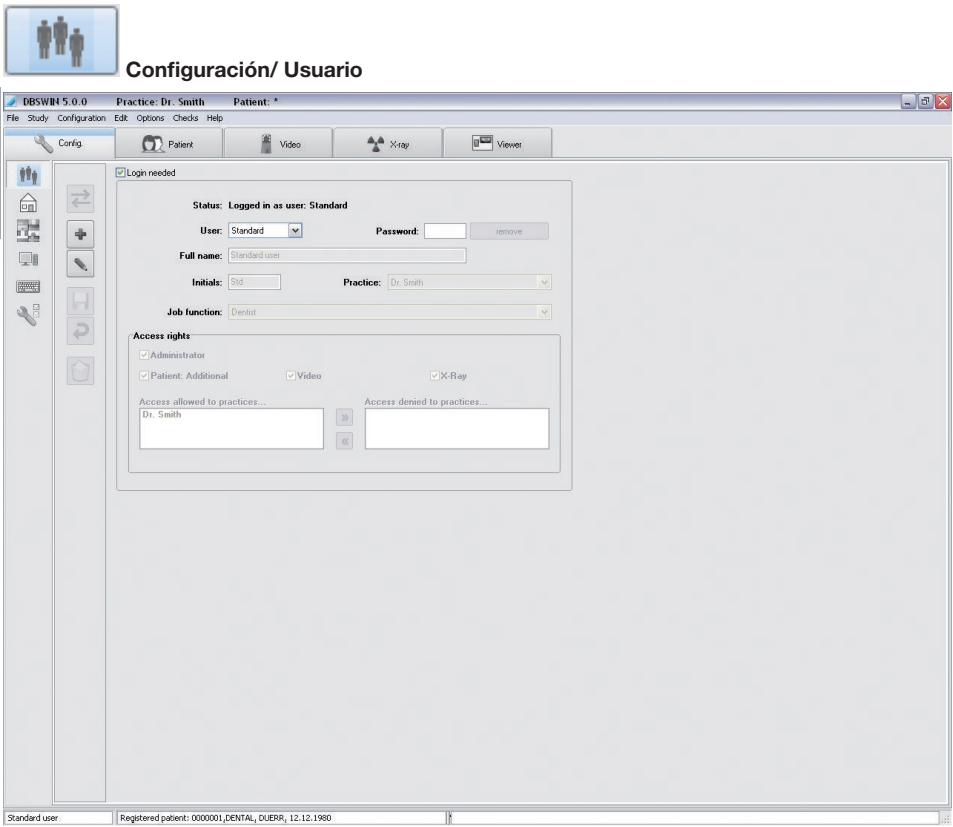 Configuración/ Usuario
DBSWIN 5.0.0 Practice: Dr. Smith Patient: *
File Study Configuration Edit Options Checks Help
Config. Patient Video X-ray Viewer
Login needed
Status: Logged in as user: Standard
User: Standard Password: remove
Full name: Standard user
Initials: Std Practice: Dr. Smith
Job function: Dentist
Access rights
Administrator
Patient: Additional Video X-Ray
Access allowed to practices... Access denied to practices...
Dr. Smith
Standard user Registered patient: 0000001,DENTAL, DUERR, 12.12.1980